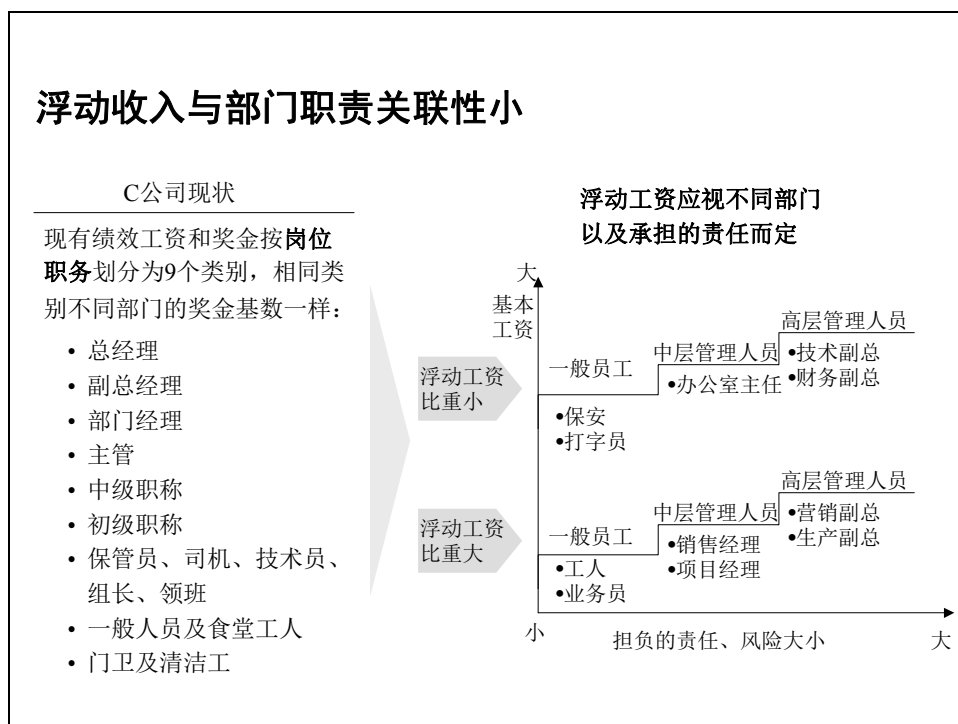 浮动收入与部门职责关联性小
C公司现状
现有绩效工资和奖金按岗位
职务划分为9个类别，相同类
别不同部门的奖金基数一样：
• 总经理
• 副总经理
• 部门经理
• 主管
• 中级职称
• 初级职称
• 保管员、司机、技术员、
组长、领班
• 一般人员及食堂工人
• 门卫及清洁工
浮动工资应视不同部门
以及承担的责任而定
大
基本
工资
浮动工资
比重小
一般员工
•保安
•打字员
中层管理人员
•办公室主任
高层管理人员
•技术副总
•财务副总
浮动工资
比重大
一般员工
•工人
•业务员
中层管理人员
•销售经理
•项目经理
高层管理人员
•营销副总
•生产副总
小
担负的责任、风险大小
大